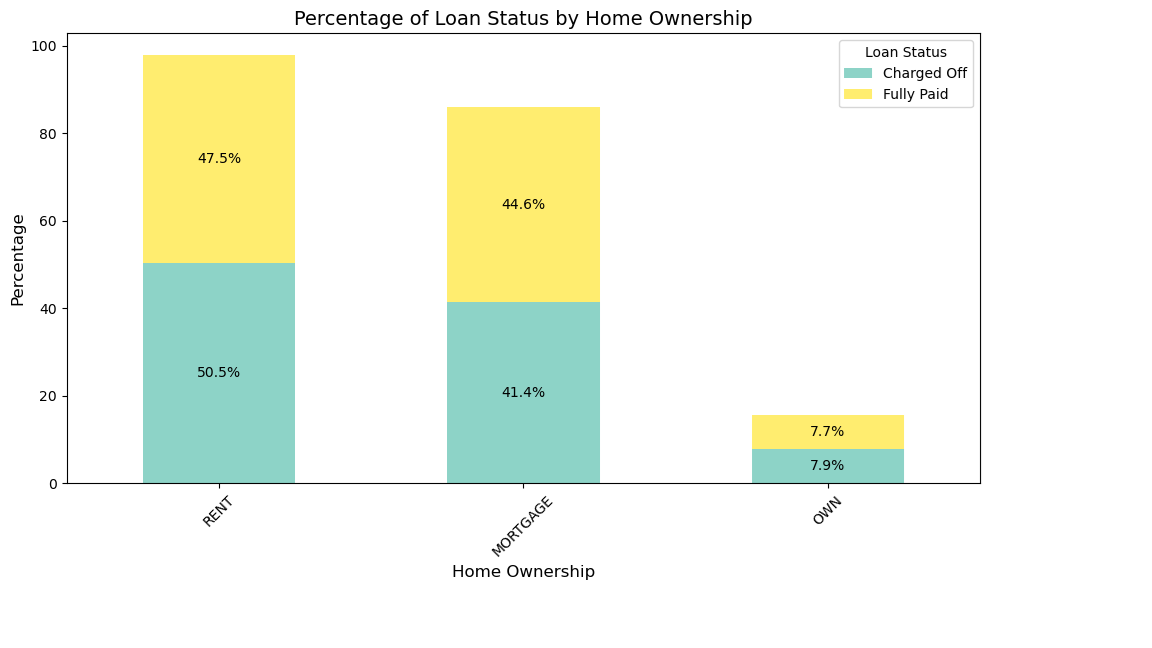 Percentage of Loan Status by Home Ownership
Loan Status
Charged Off
Fully Paid
Percentage
100
80
60
40
20
0
47.5%
50.5%
44.6%
41.4%
7.7%
7.9%
RENT
MORTGAGE
OWN
Home Ownership